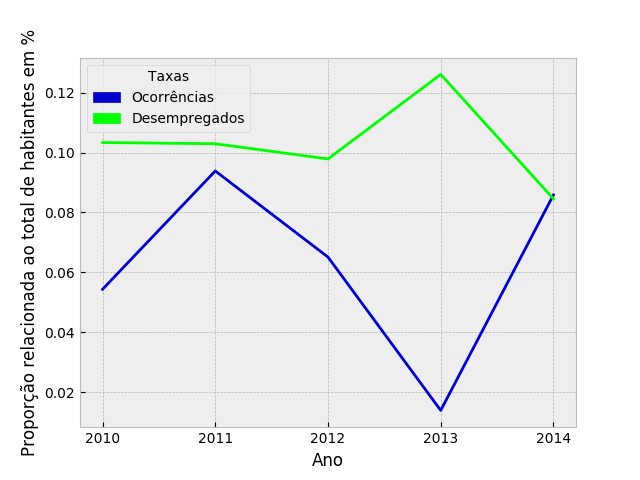 Proporção relacionada ao total de habitantes em %
Taxas
Ocorrências
Desempregados
0.12
0.10
0.08
0.06
0.04
0.02
2010 2011 2012 2013 2014
Ano